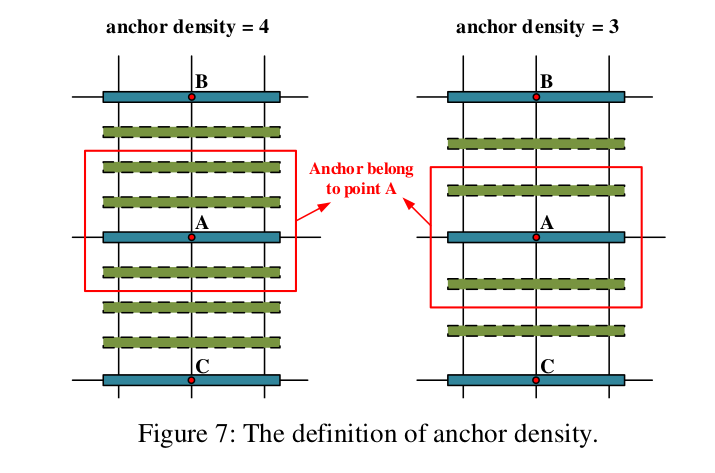 anchor density = 4
anchor density = 3
B
B
Anchor belong
to point A
A
A
C
C
Figure 7: The definition of anchor density.